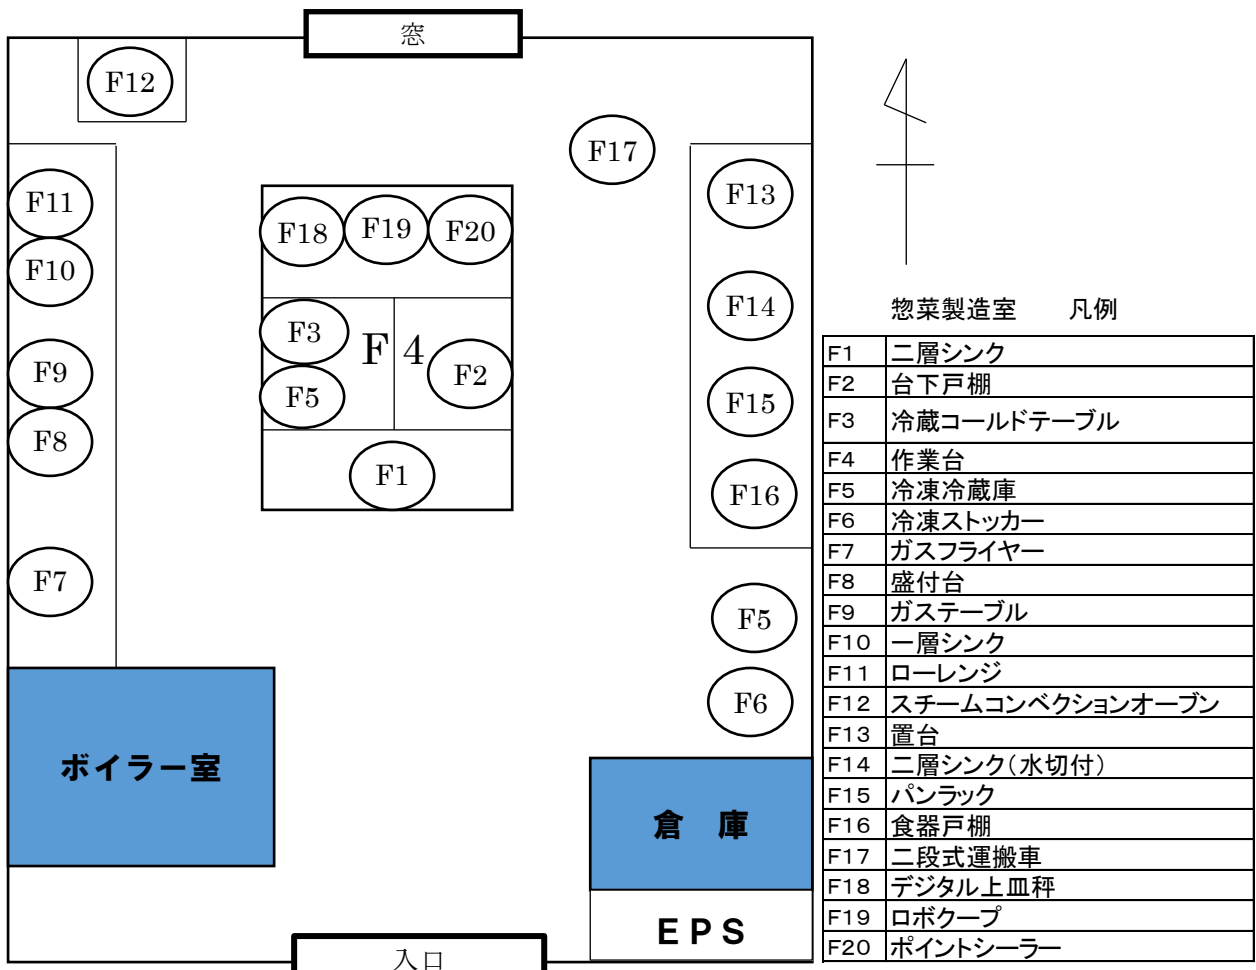 窓
F12
F17
F11
F13
F10
F18 F19 F20
F14
F3
F 4
F9
F2
F5
F15
F8
F1
F16
F7
F5
F6
ボイラー室
倉 庫
EPS
入口
惣菜製造室 凡例
F1 二層シンク
F2 台下戸棚
F3 冷蔵コールドテーブル
F4 作業台
F5 冷凍冷蔵庫
F6 冷凍ストッカー
F7 ガスフライヤー
F8 盛付台
F9 ガステーブル
F10 一層シンク
F11 ローレンジ
F12 スチームコンベクションオーブン
F13 置台
F14 二層シンク(水切付)
F15 パンラック
F16 食器戸棚
F17 二段式運搬車
F18 デジタル上皿秤
F19 ロボクープ
F20 ポイントシーラー